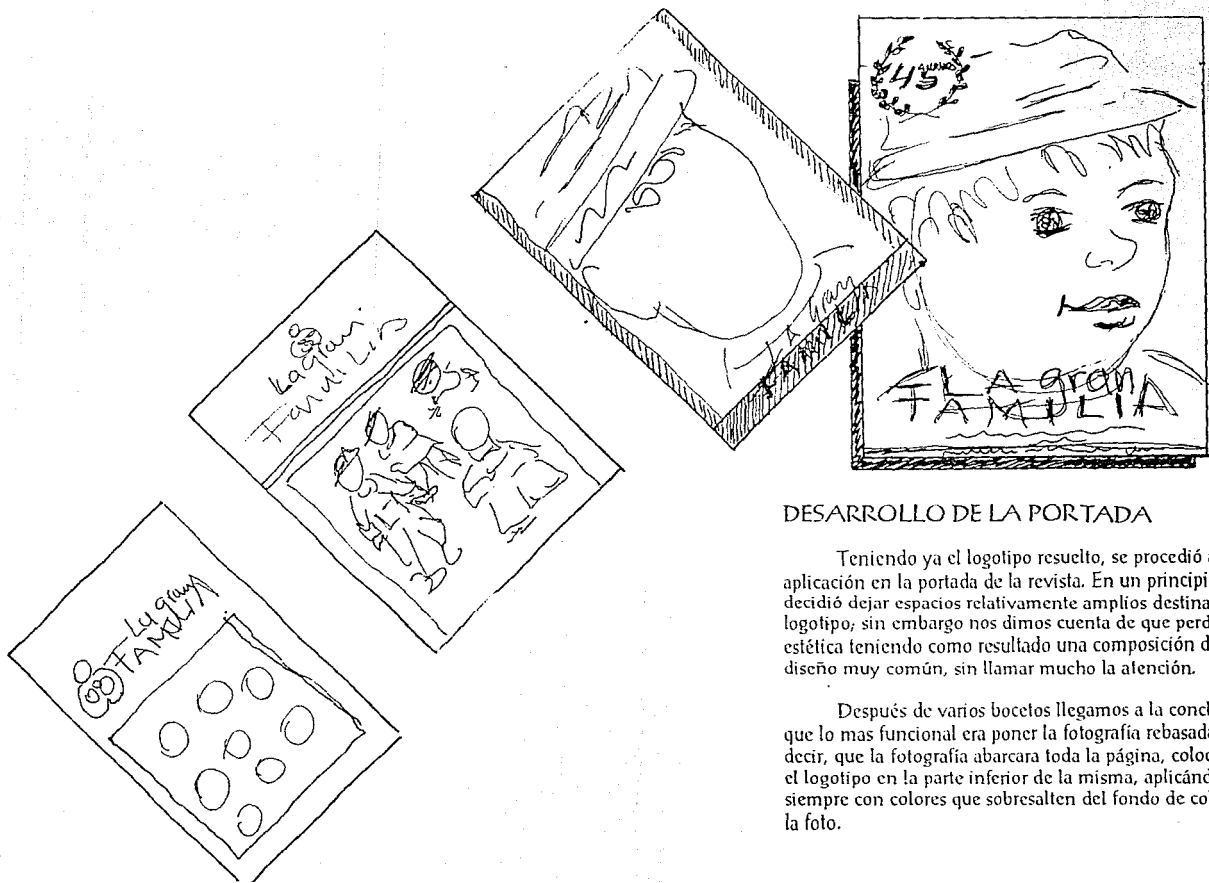 45
LA gran
FAMILIA
La gran
FAMILIA
La gran
FAMILIA
La gran
FAMILIA
DESARROLLO DE LA PORTADA
Teniendo ya el logotipo resuelto, se procedió a
aplicación en la portada de la revista. En un principi
decidió dejar espacios relativamente amplios destina
logotipo; sin embargo nos dimos cuenta de que perd
estética teniendo como resultado una composición d
diseño muy común, sin llamar mucho la atención.
Después de varios bocetos llegamos a la concl
que lo mas funcional era poner la fotografía rebasada
decir, que la fotografía abarcara toda la página, coloc
el logotipo en la parte inferior de la misma, aplicánd
siempre con colores que sobresalten del fondo de co
la foto.